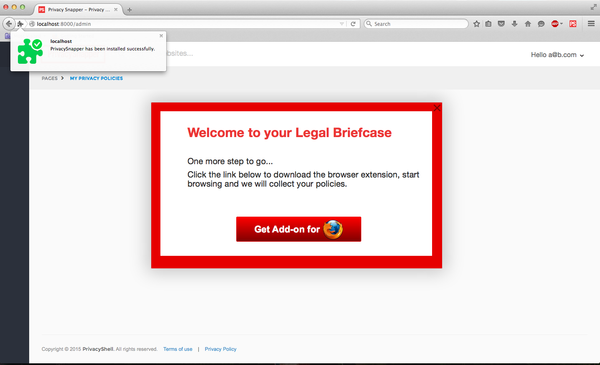 Privacy Snapper – Privacy ...
localhost:8000/admin
Search
localhost
PrivacySnapper has been installed successfully.
Hello a@b.com
PAGES
MY PRIVACY POLICIES
Welcome to your Legal Briefcase
One more step to go...
Click the link below to download the browser extension, start
browsing and we will collect your policies.
Get Add-on for
Copyright © 2015 PrivacyShell. All rights reserved. Terms of use | Privacy Policy